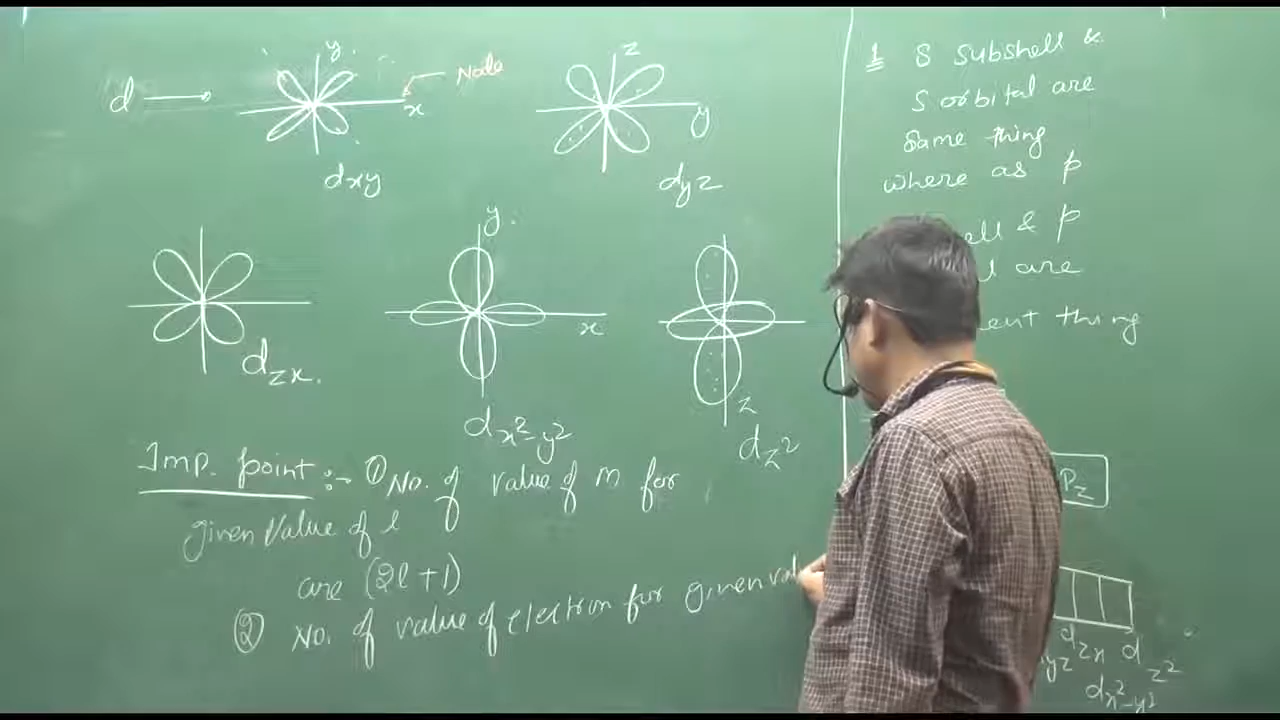 d
y
x
Node
dxy
z
y
dyz
dzx.
y.
x
dx²-y²
z
dz²
Imp. point :- ① No. of value of m for
given value of l
are (2l+1)
② No. of value of electron for given val
1 S subshell &
S orbital are
same thing
where as p
& p
are
thing
Pz
dzx d z²
yz dx²-y²